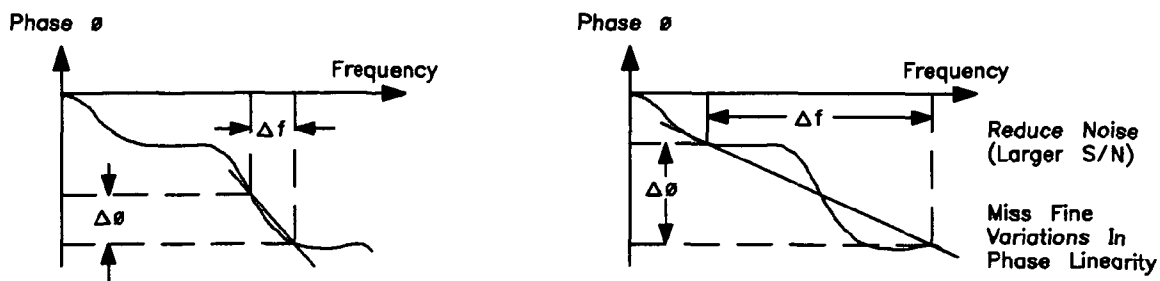 Phase ø
Frequency
Δf
Δø
Phase ø
Frequency
Δf
Δø
Reduce Noise
(Larger S/N)
Miss Fine
Variations In
Phase Linearity